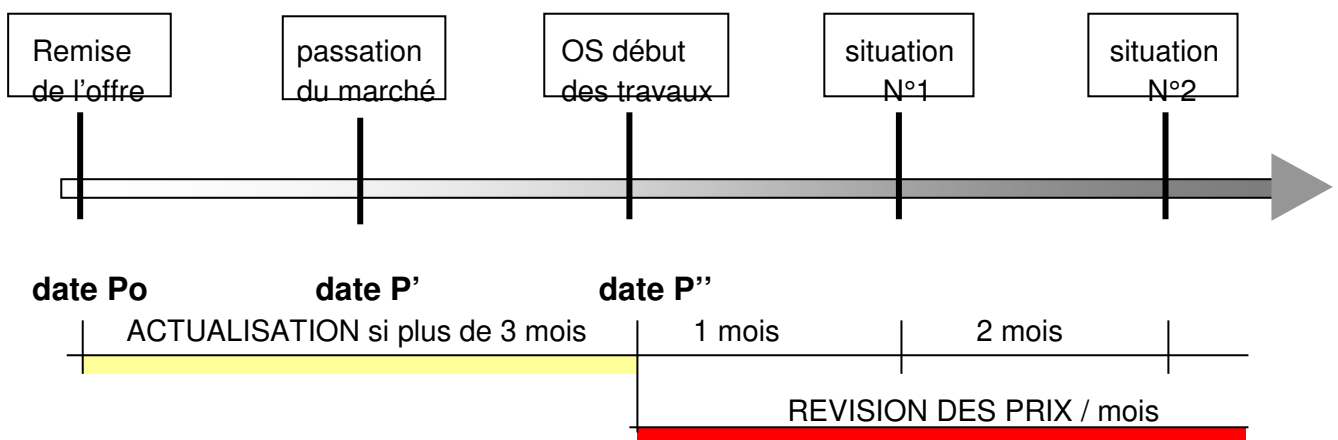 Remise
de l'offre
passation
du marché
OS début
des travaux
situation
N°1
situation
N°2
date Po
date P'
date P''
ACTUALISATION si plus de 3 mois
1 mois
2 mois
REVISION DES PRIX / mois